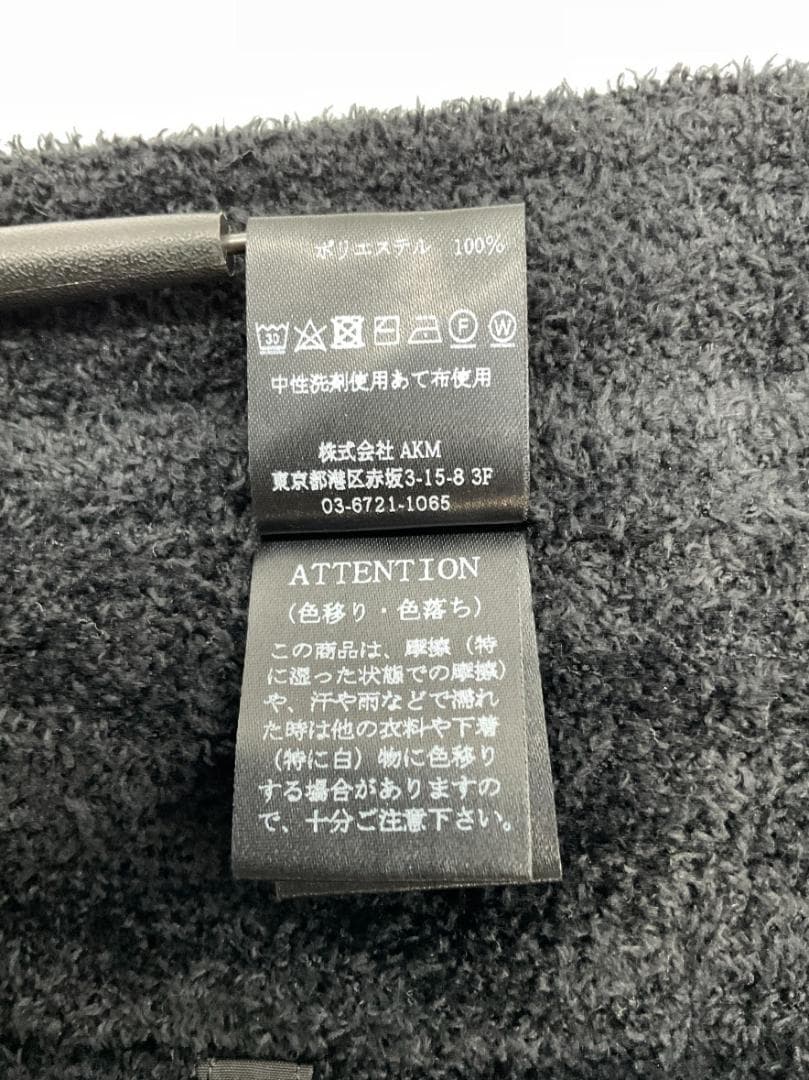 ポリエステル 100%
30 F W
中性洗剤使用あて布使用
株式会社 AKM
東京都港区赤坂3-15-8 3F
03-6721-1065
ATTENTION
(色移り・色落ち)
この商品は、摩擦(特
に湿った状態での摩擦)
や、汗や雨などで濡れ
た時は他の衣料や下着
(特に白)物に色移り
する場合がありますの
で、十分ご注意下さい。